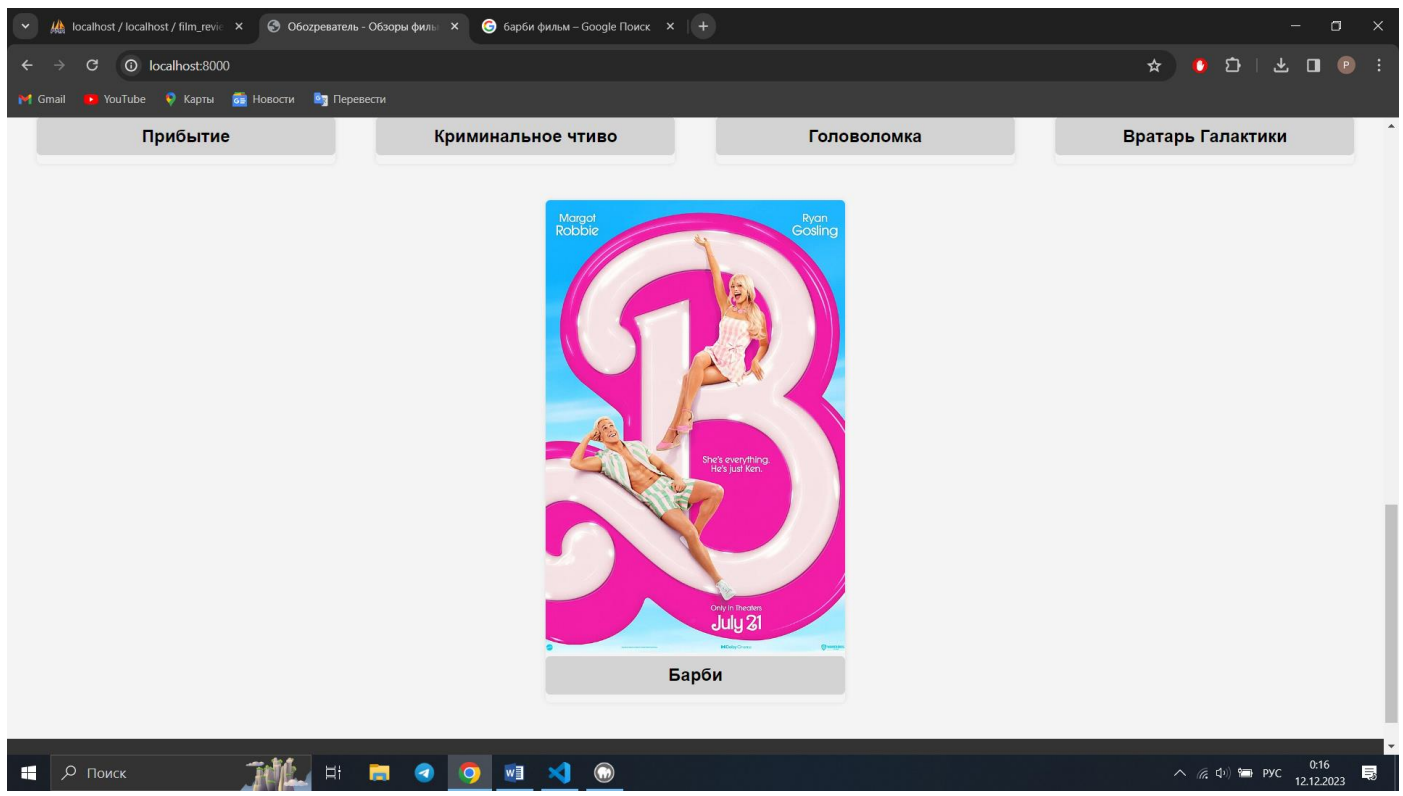 localhost / localhost / film_revie
Обоzреватель - Обзоры филь
барби фильм – Google Поиск
localhost:8000
Gmail
YouTube
Карты
Новости
Перевести
Прибытие
Криминальное чтиво
Головоломка
Вратарь Галактики
Margot
Robbie
Ryan
Gosling
She's everything.
He's just Ken.
Only in Theaters
July 21
Барби
Поиск
РУС
0:16
12.12.2023